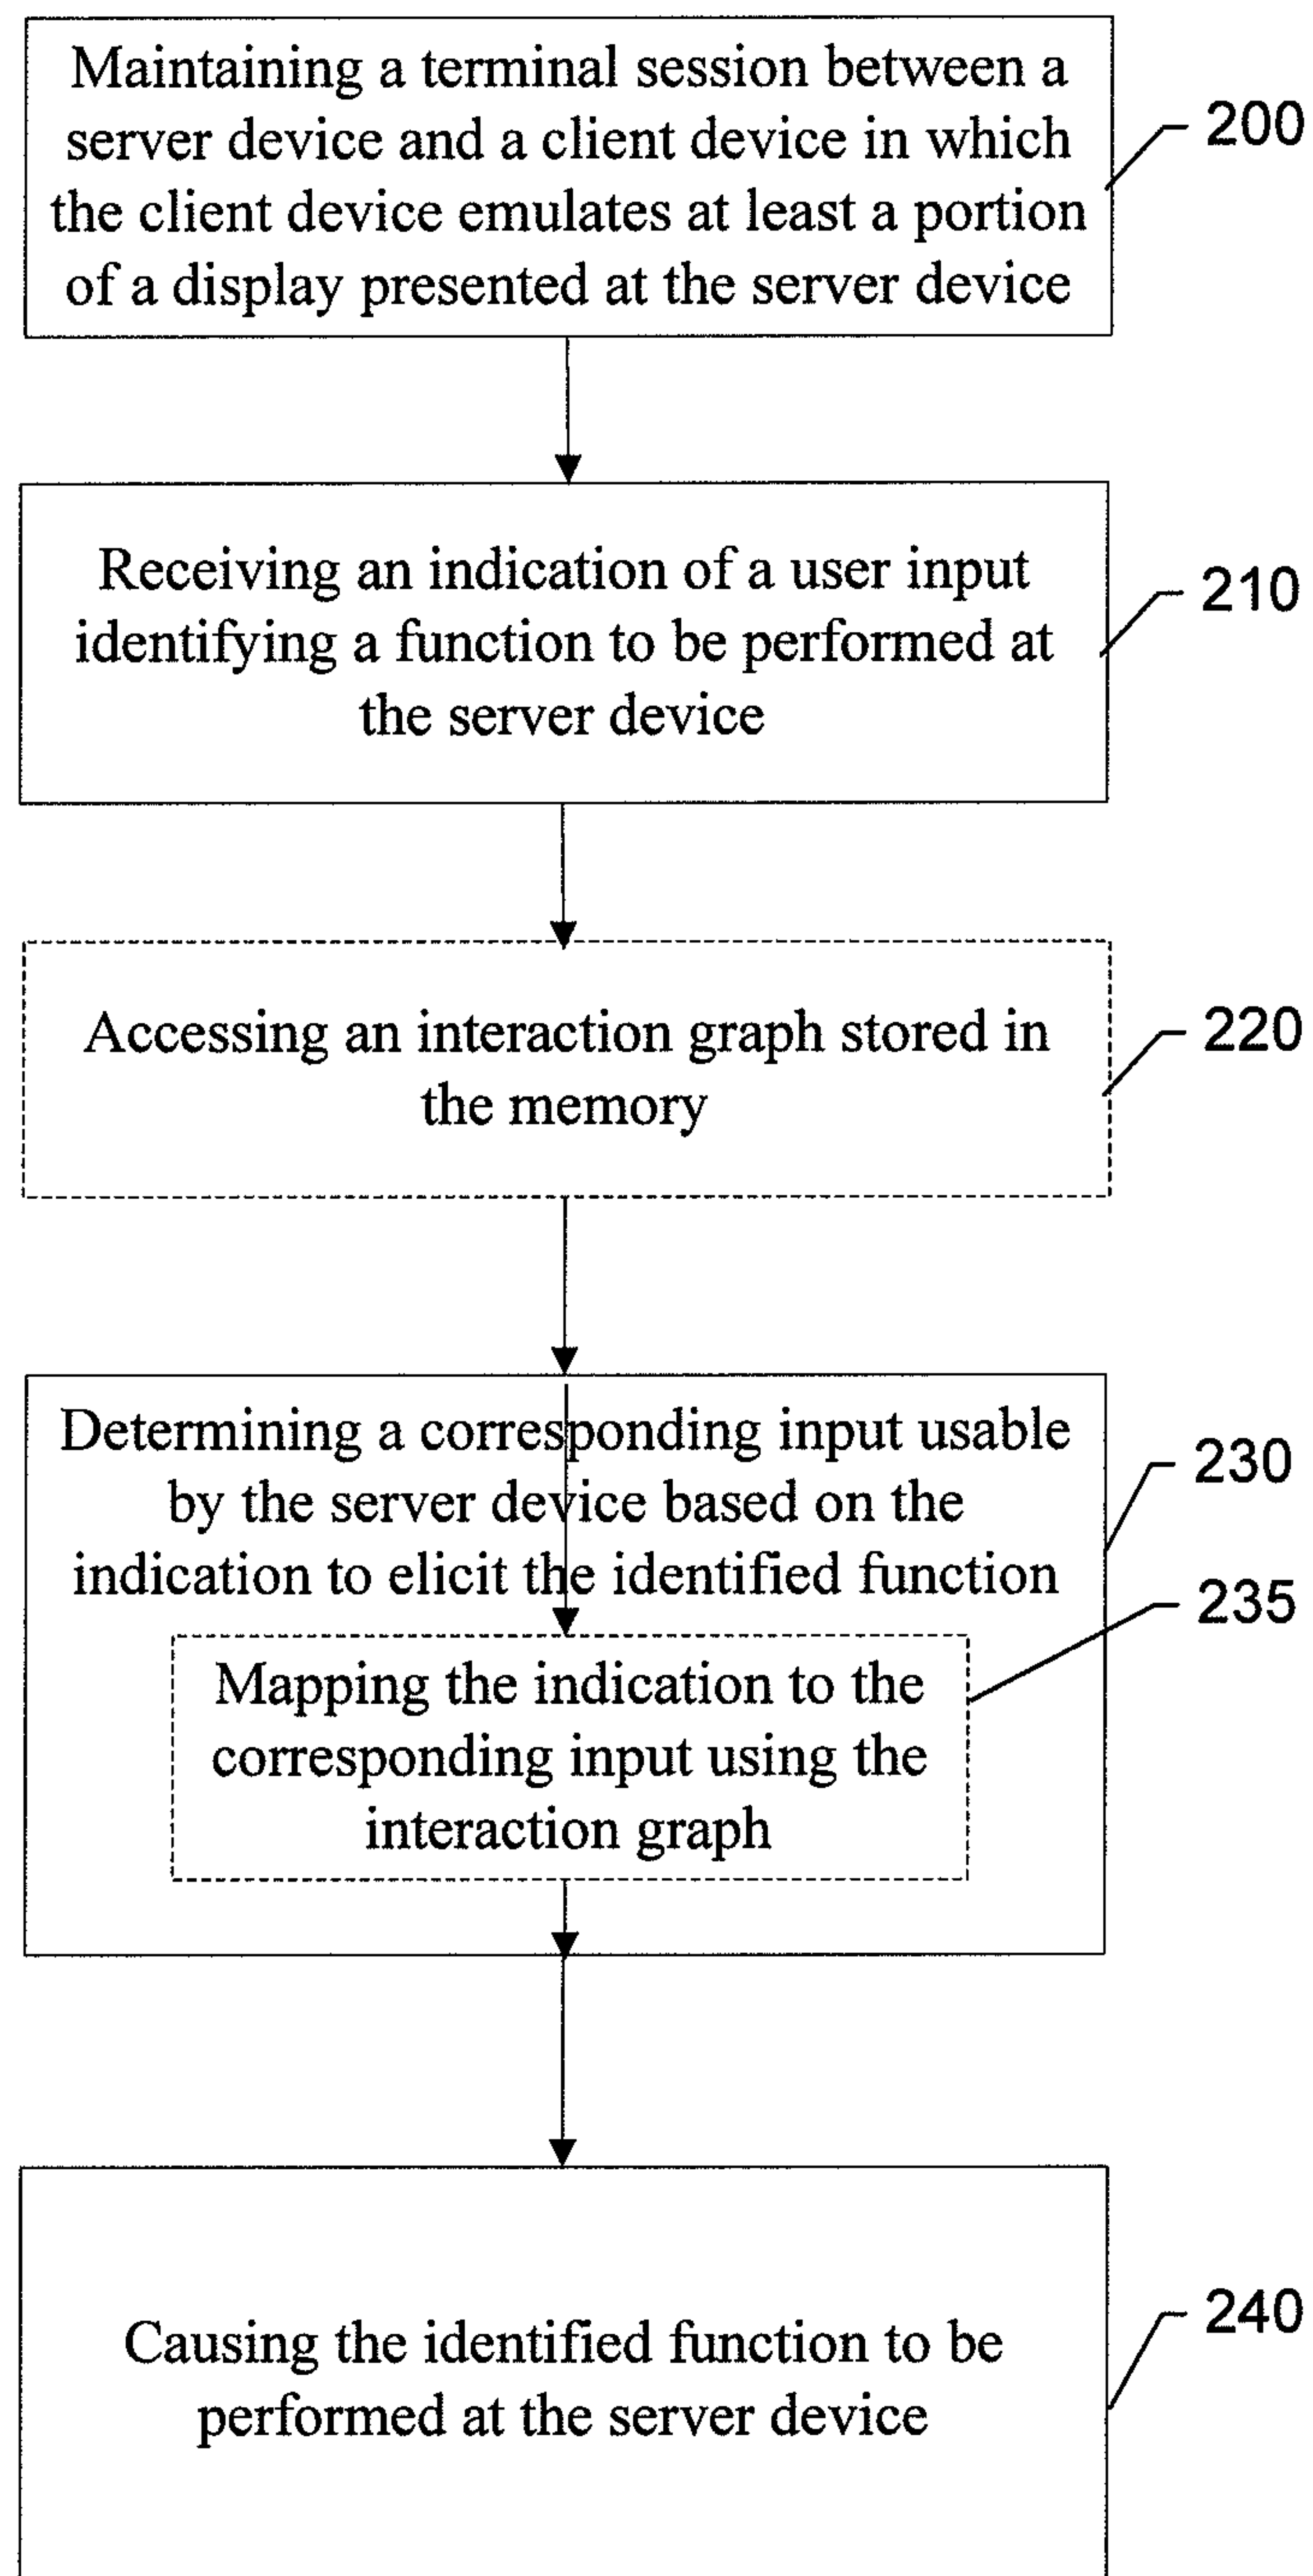 Maintaining a terminal session between a
server device and a client device in which
the client device emulates at least a portion
of a display presented at the server device
200
Receiving an indication of a user input
identifying a function to be performed at
the server device
210
Accessing an interaction graph stored in
the memory
220
Determining a corresponding input usable
by the server device based on the
indication to elicit the identified function
230
235
Mapping the indication to the
corresponding input using the
interaction graph
Causing the identified function to be
performed at the server device
240